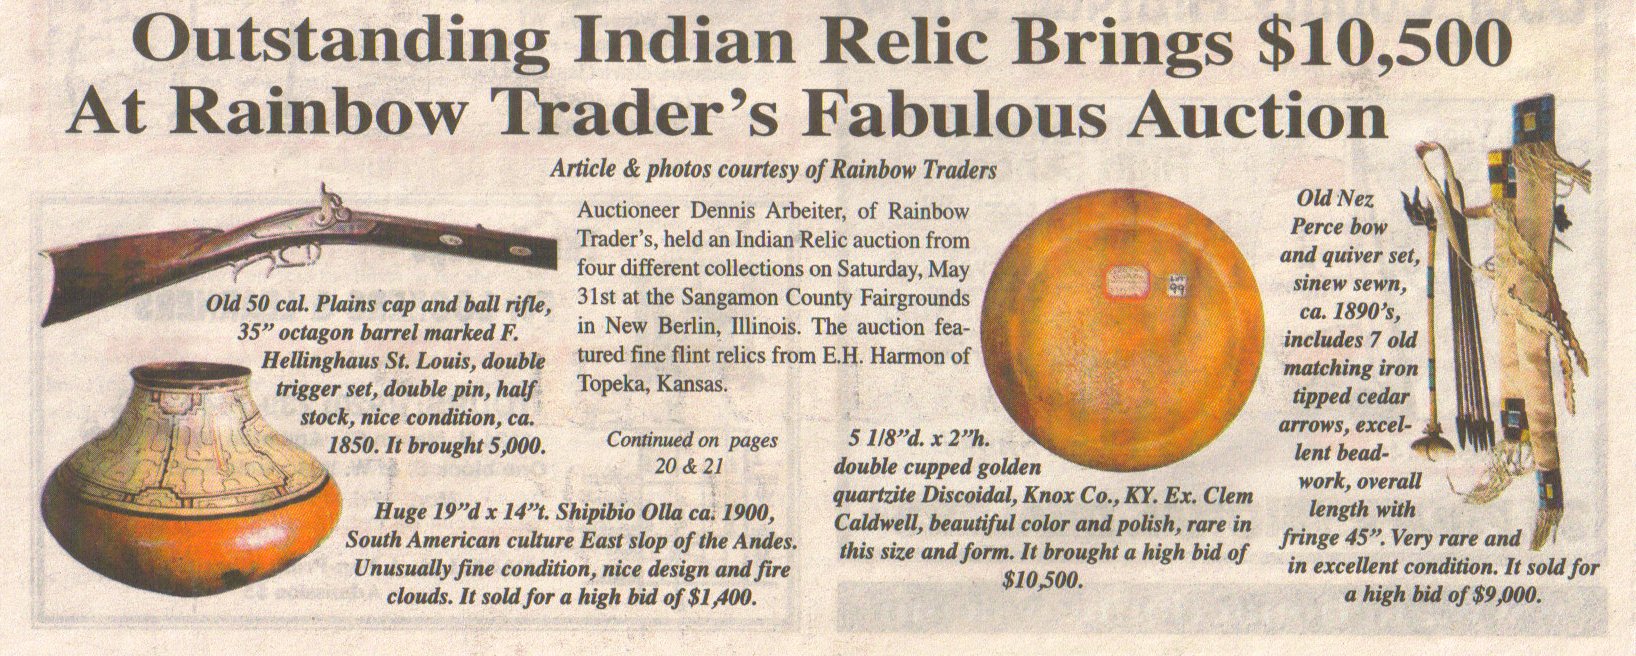 Outstanding Indian Relic Brings $10,500
At Rainbow Trader's Fabulous Auction
Article & photos courtesy of Rainbow Traders
Old 50 cal. Plains cap and ball rifle,
35” octagon barrel marked F.
Hellinghaus St. Louis, double
trigger set, double pin, half
stock, nice condition, ca.
1850. It brought 5,000.
Huge 19”d x 14”t. Shipibio Olla ca. 1900,
South American culture East slop of the Andes.
Unusually fine condition, nice design and fire
clouds. It sold for a high bid of $1,400.
Auctioneer Dennis Arbeiter, of Rainbow
Trader's, held an Indian Relic auction from
four different collections on Saturday, May
31st at the Sangamon County Fairgrounds
in New Berlin, Illinois. The auction fea-
tured fine flint relics from E.H. Harmon of
Topeka, Kansas.
Continued on pages
20 & 21
5 1/8”d. x 2”h.
double cupped golden
quartzite Discoidal, Knox Co., KY. Ex. Clem
Caldwell, beautiful color and polish, rare in
this size and form. It brought a high bid of
$10,500.
Old Nez
Perce bow
and quiver set,
sinew sewn,
ca. 1890's,
includes 7 old
matching iron
tipped cedar
arrows, excel-
lent bead-
work, overall
length with
fringe 45”. Very rare and
in excellent condition. It sold for
a high bid of $9,000.